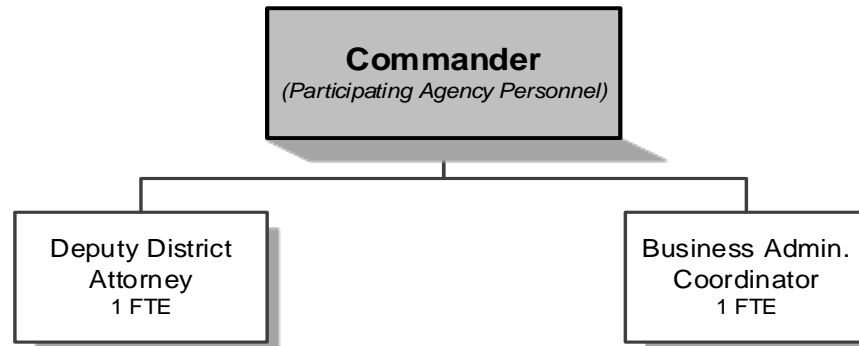 Commander
(Participating Agency Personnel)
Deputy District
Attorney
1 FTE
Business Admin.
Coordinator
1 FTE